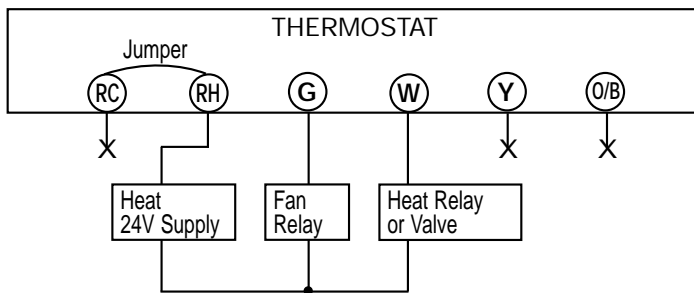 THERMOSTAT
Jumper
RC RH G W Y O/B
X X X
Heat
24V Supply
Fan
Relay
Heat Relay
or Valve